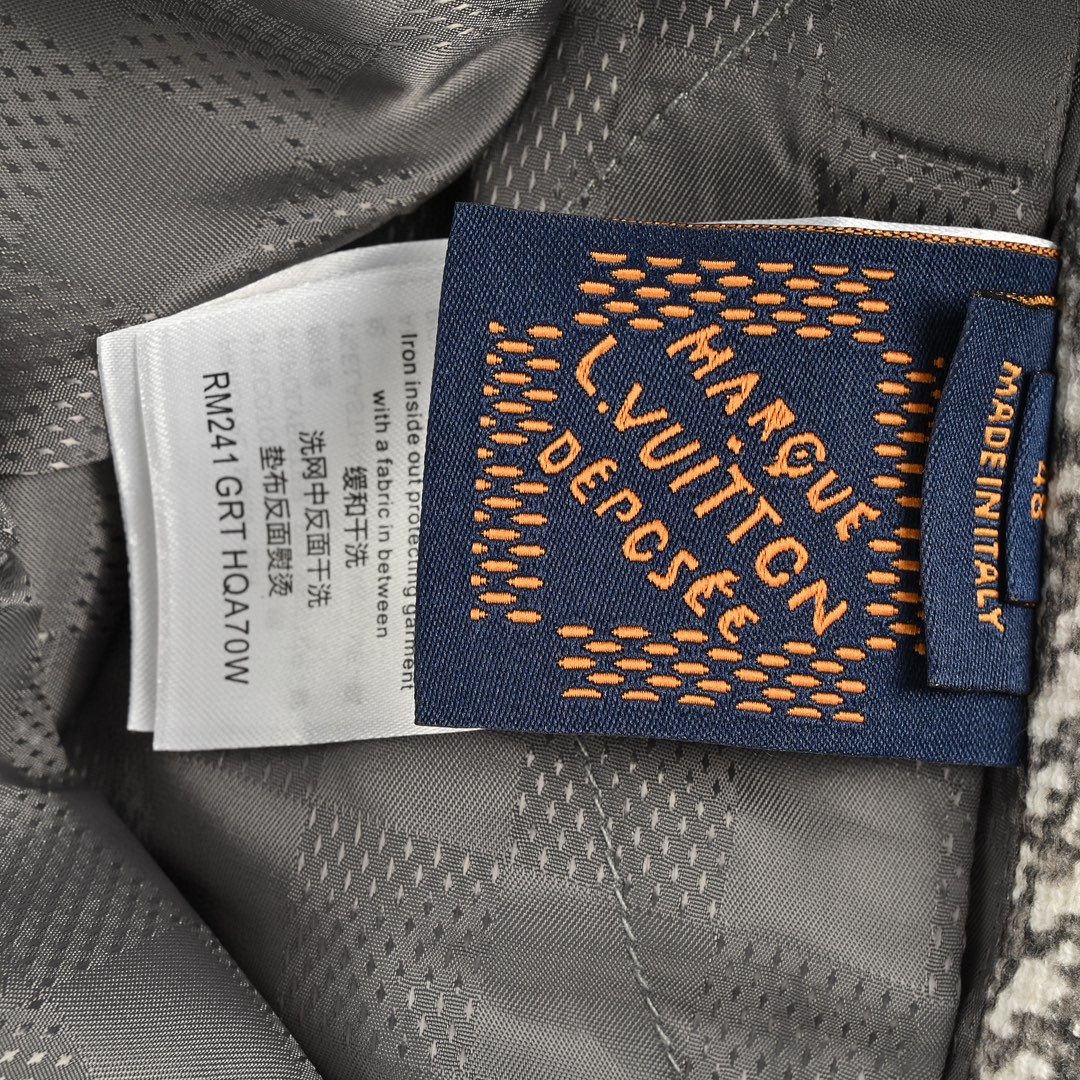 MARQUE
L.VUITTON
DÉPOSÉE
MADE IN ITALY
48
Iron inside out protecting garment
with a fabric in between
缓和干洗
洗网中反面干洗
垫布反面熨烫
RM241 GRT HQA70W